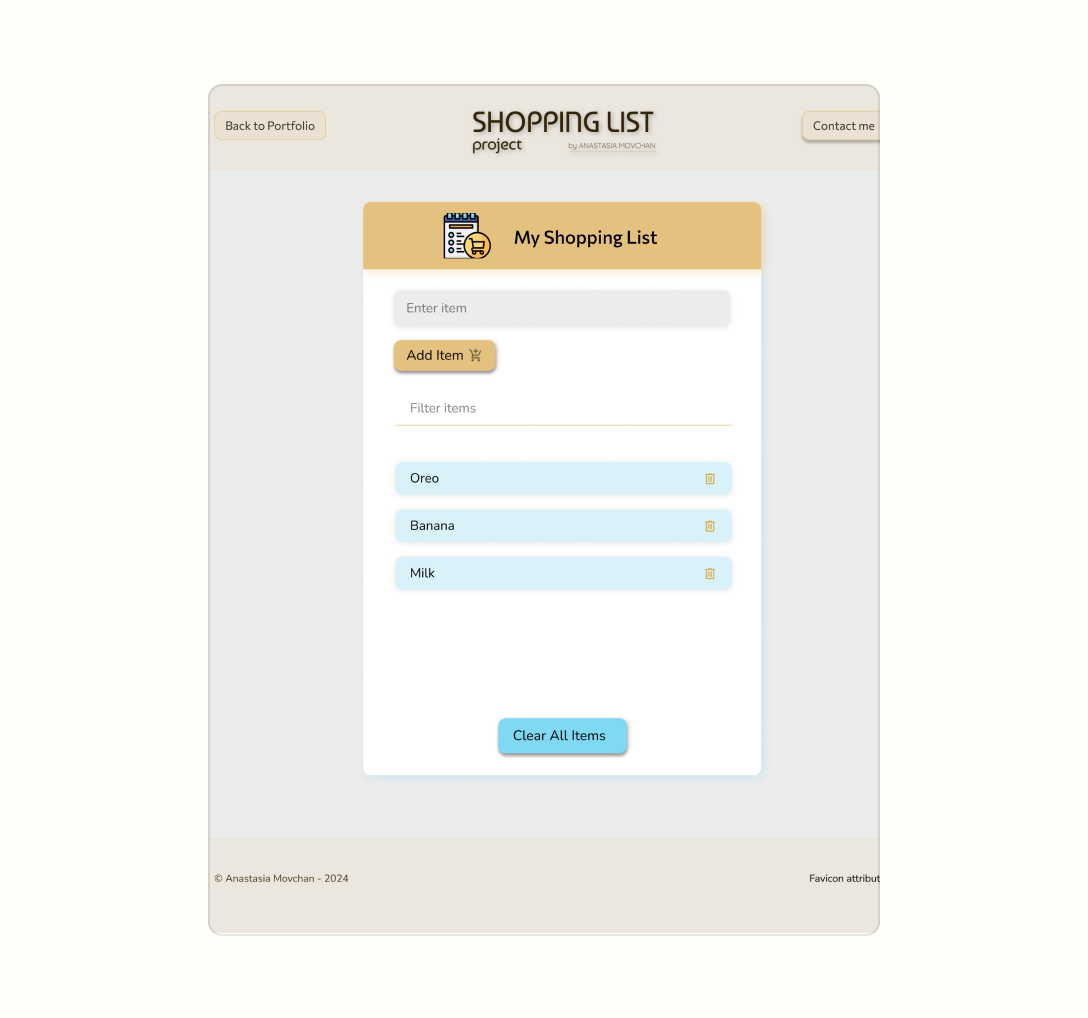 Back to Portfolio
SHOPPING LIST
project
by ANASTASIA MOVCHAN
Contact me
My Shopping List
Enter item
Add Item
Filter items
Oreo
Banana
Milk
Clear All Items
© Anastasia Movchan - 2024
Favicon attribut